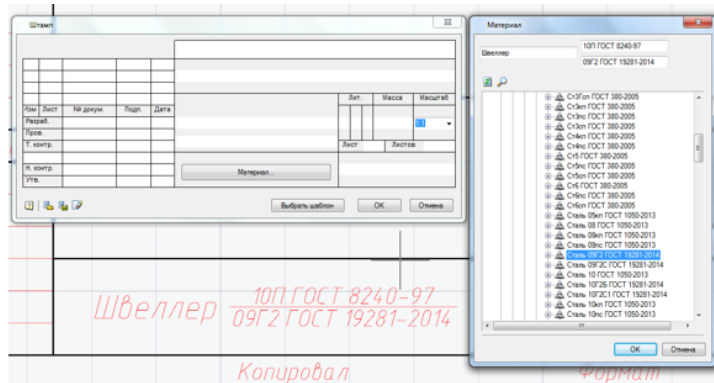 Штамп
Изм
Лист
№ докум.
Подп.
Дата
Разраб.
Пров.
Т. контр.
Н. контр.
Утв.
Лит.
Масса
Масштаб
1:1
Лист
Листов
Материал...
Выбрать шаблон
ОК
Отмена
Материал
Швеллер
10П ГОСТ 8240-97
09Г2 ГОСТ 19281-2014
Ст3Гсп ГОСТ 380-2005
Ст3кп ГОСТ 380-2005
Ст3пс ГОСТ 380-2005
Ст3сп ГОСТ 380-2005
Ст4кп ГОСТ 380-2005
Ст4пс ГОСТ 380-2005
Ст5 ГОСТ 380-2005
Ст5пс ГОСТ 380-2005
Ст5сп ГОСТ 380-2005
Ст6 ГОСТ 380-2005
Ст6пс ГОСТ 380-2005
Ст6сп ГОСТ 380-2005
Сталь 05кп ГОСТ 1050-2013
Сталь 08 ГОСТ 1050-2013
Сталь 08кп ГОСТ 1050-2013
Сталь 08пс ГОСТ 1050-2013
Сталь 09Г2 ГОСТ 19281-2014
Сталь 09Г2С ГОСТ 19281-2014
Сталь 10 ГОСТ 1050-2013
Сталь 10Г2Б ГОСТ 19281-2014
Сталь 10Г2С1 ГОСТ 19281-2014
Сталь 10кп ГОСТ 1050-2013
Сталь 10пс ГОСТ 1050-2013
ОК
Отмена
Швеллер
10П ГОСТ 8240-97
09Г2 ГОСТ 19281-2014
Копировал
Формат